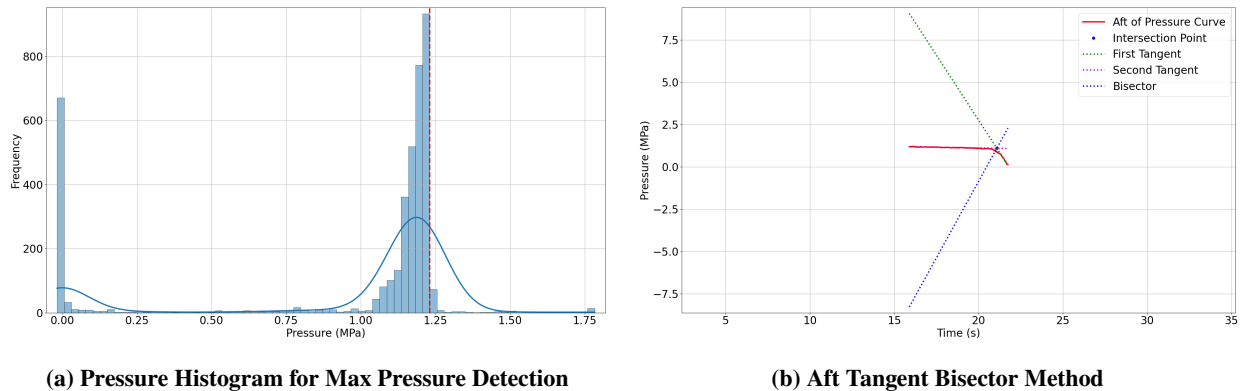 800
600
400
200
0
Frequency
0.00 0.25 0.50 0.75 1.00 1.25 1.50 1.75
Pressure (MPa)
(a) Pressure Histogram for Max Pressure Detection
7.5
5.0
2.5
0.0
−2.5
−5.0
−7.5
Pressure (MPa)
Aft of Pressure Curve
Intersection Point
First Tangent
Second Tangent
Bisector
5 10 15 20 25 30 35
Time (s)
(b) Aft Tangent Bisector Method